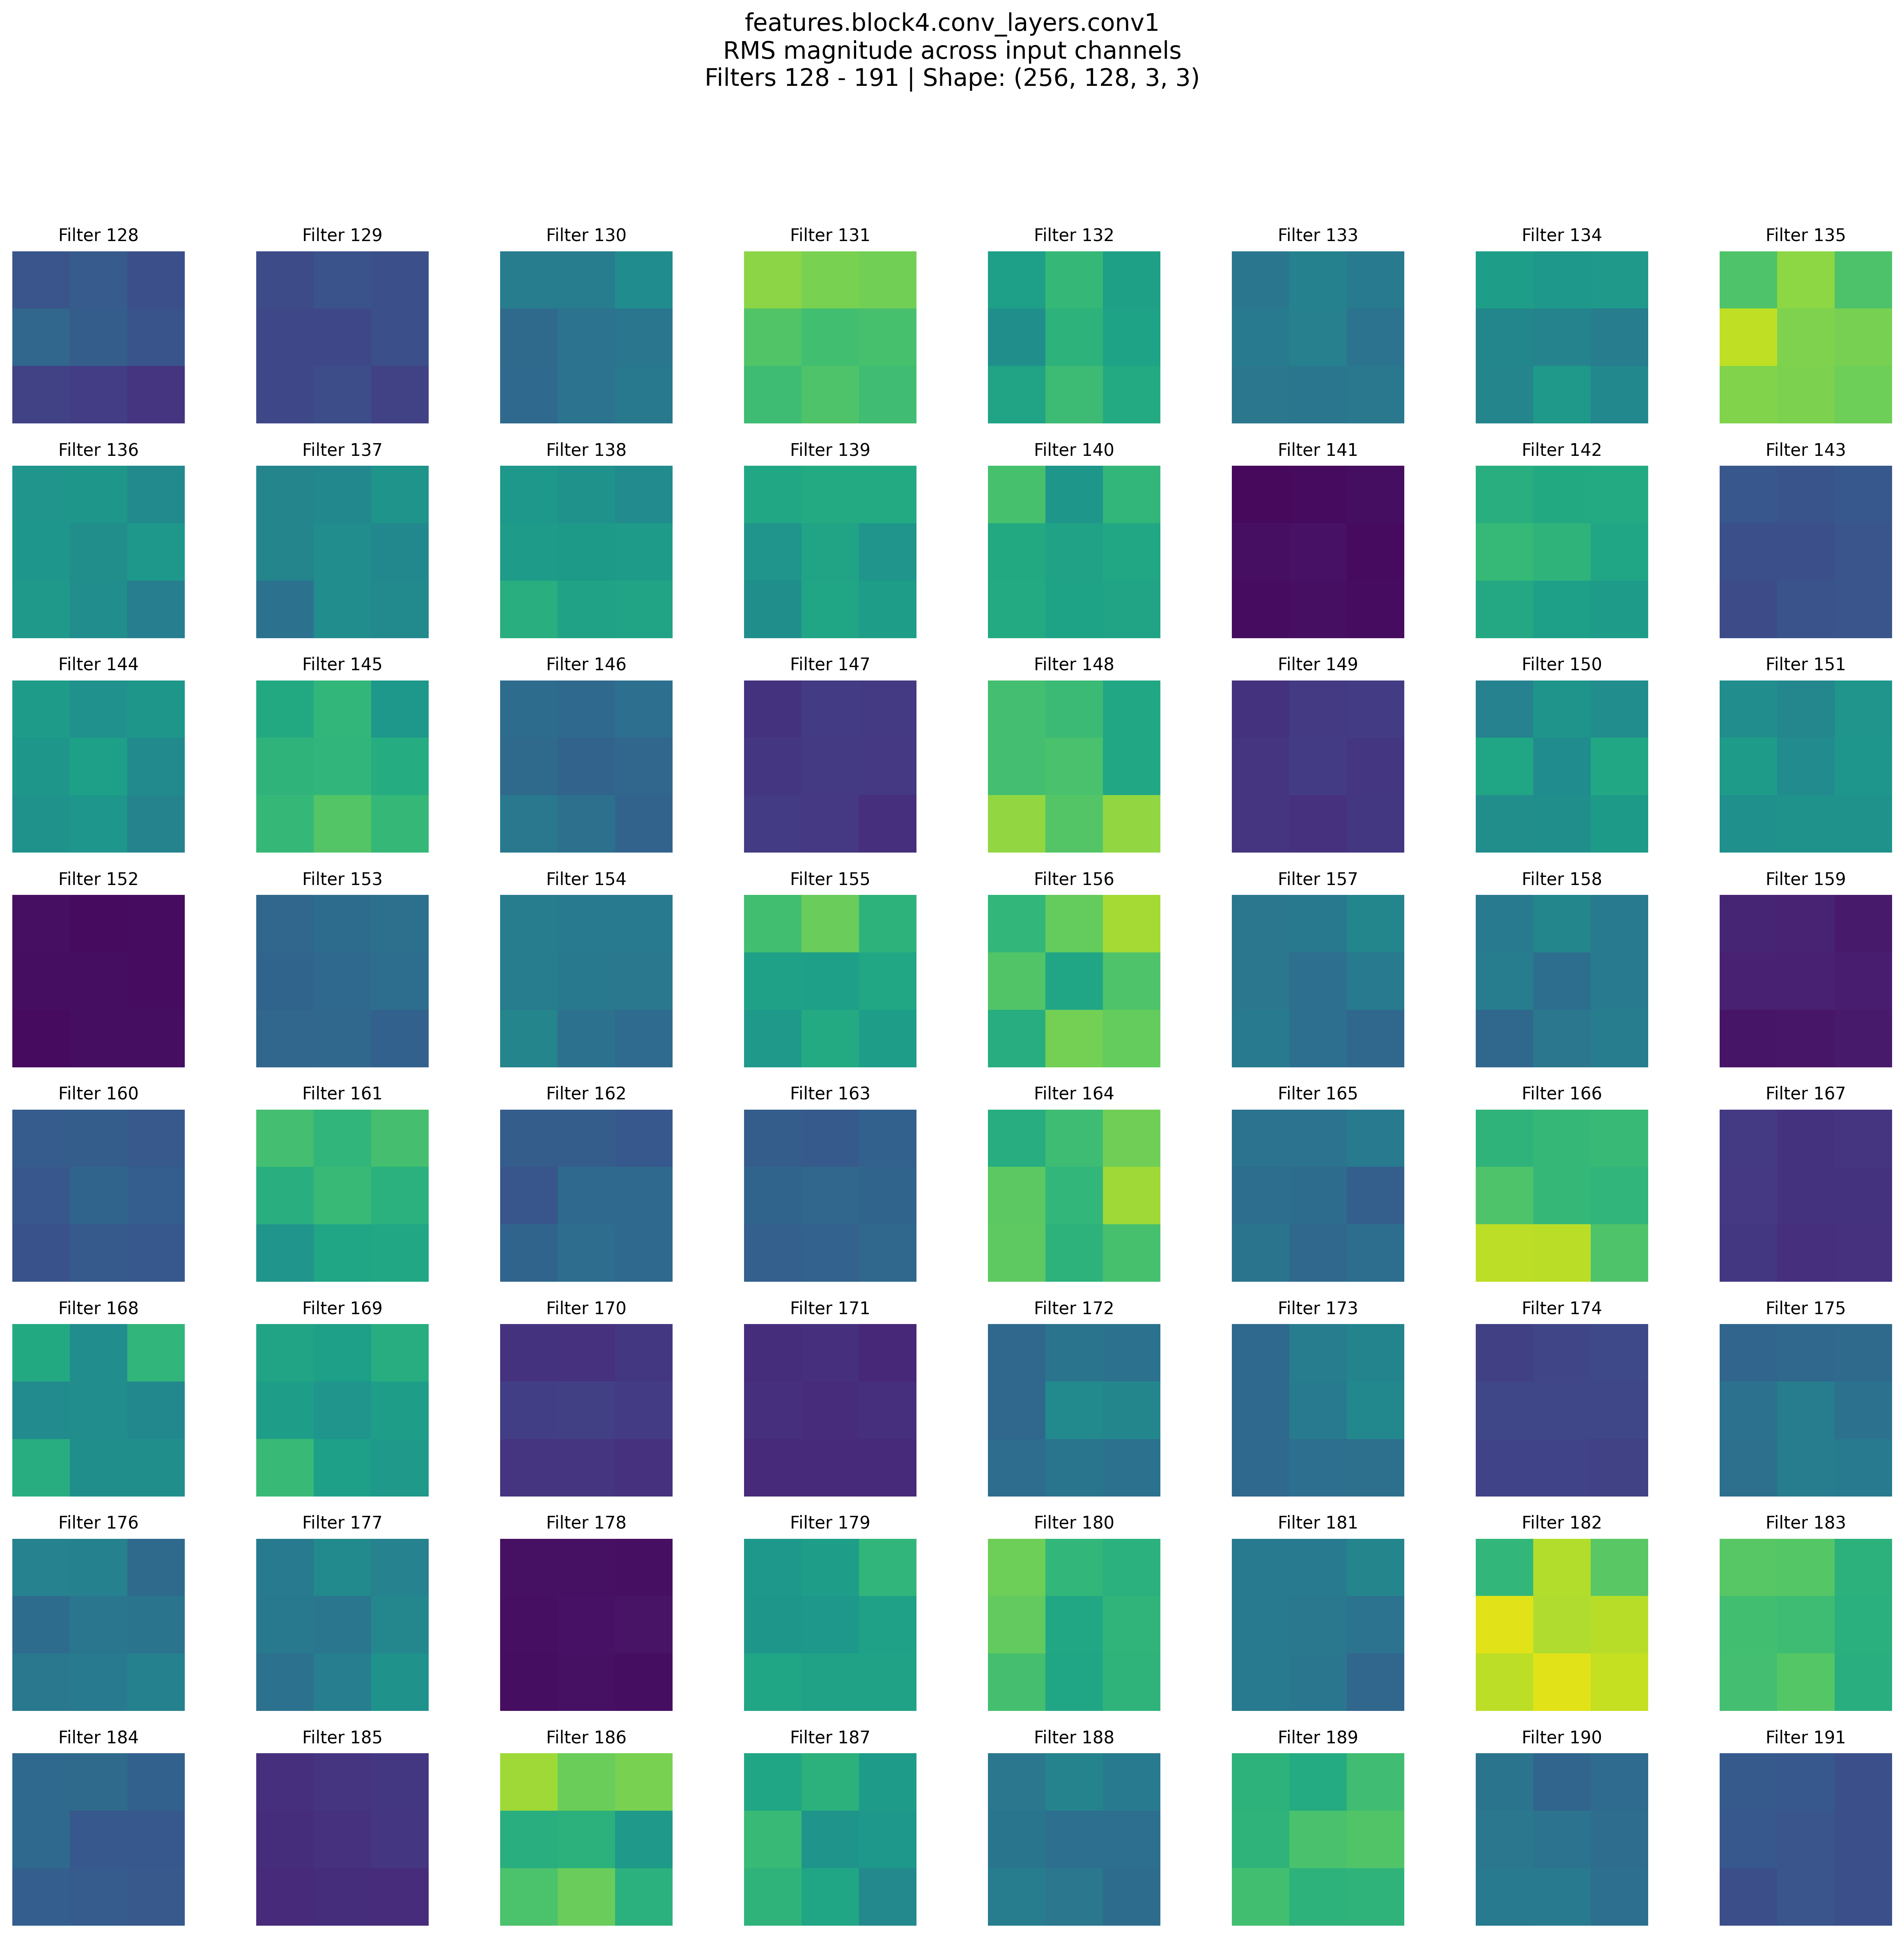 features.block4.conv_layers.conv1
RMS magnitude across input channels
Filters 128 - 191 | Shape: (256, 128, 3, 3)
Filter 128 Filter 129 Filter 130 Filter 131 Filter 132 Filter 133 Filter 134 Filter 135
Filter 136 Filter 137 Filter 138 Filter 139 Filter 140 Filter 141 Filter 142 Filter 143
Filter 144 Filter 145 Filter 146 Filter 147 Filter 148 Filter 149 Filter 150 Filter 151
Filter 152 Filter 153 Filter 154 Filter 155 Filter 156 Filter 157 Filter 158 Filter 159
Filter 160 Filter 161 Filter 162 Filter 163 Filter 164 Filter 165 Filter 166 Filter 167
Filter 168 Filter 169 Filter 170 Filter 171 Filter 172 Filter 173 Filter 174 Filter 175
Filter 176 Filter 177 Filter 178 Filter 179 Filter 180 Filter 181 Filter 182 Filter 183
Filter 184 Filter 185 Filter 186 Filter 187 Filter 188 Filter 189 Filter 190 Filter 191